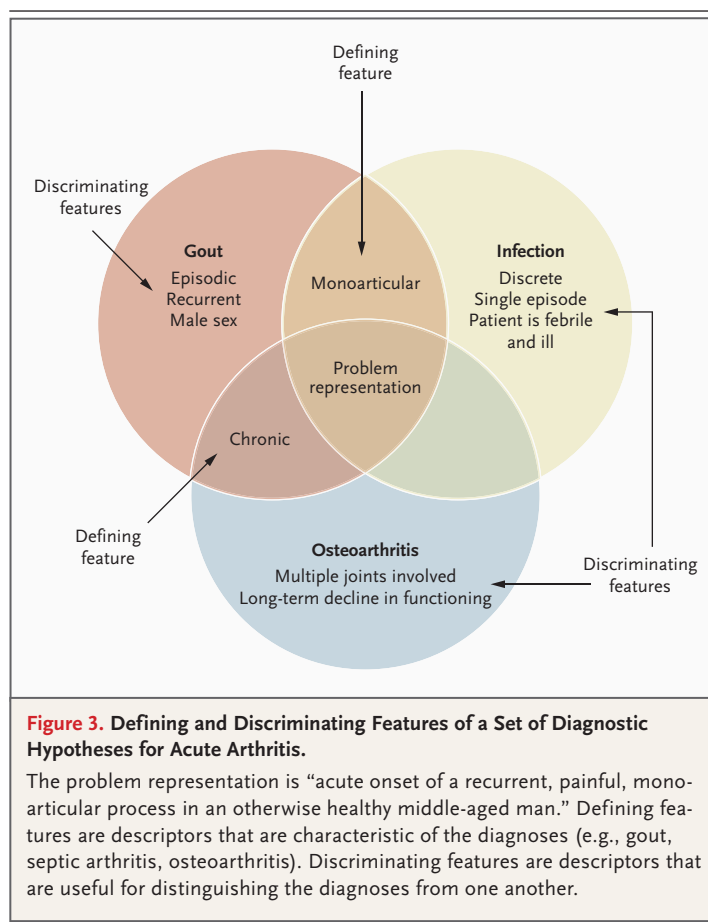 Defining
feature
Discriminating
features
Gout
Episodic
Recurrent
Male sex
Monoarticular
Infection
Discrete
Single episode
Patient is febrile
and ill
Problem
representation
Chronic
Defining
feature
Osteoarthritis
Multiple joints involved
Long-term decline in functioning
Discriminating
features
Figure 3. Defining and Discriminating Features of a Set of Diagnostic
Hypotheses for Acute Arthritis.
The problem representation is “acute onset of a recurrent, painful, mono-
articular process in an otherwise healthy middle-aged man.” Defining fea-
tures are descriptors that are characteristic of the diagnoses (e.g., gout,
septic arthritis, osteoarthritis). Discriminating features are descriptors that
are useful for distinguishing the diagnoses from one another.